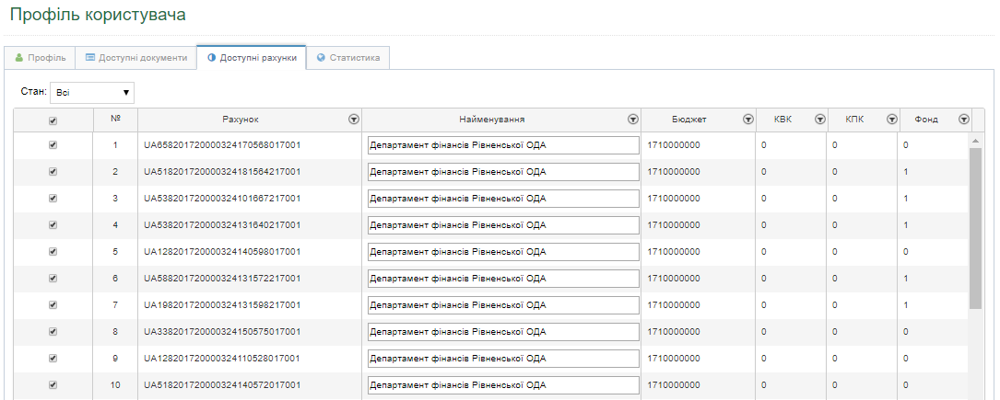 Профіль користувача
Профіль Доступні документи Доступні рахунки Статистика
Стан: Всі
№ Рахунок Найменування Бюджет КВК КПК Фонд
1 UA658201720000324170568017001 Департамент фінансів Рівненської ОДА 1710000000 0 0 0
2 UA518201720000324181564217001 Департамент фінансів Рівненської ОДА 1710000000 0 0 1
3 UA538201720000324101667217001 Департамент фінансів Рівненської ОДА 1710000000 0 0 1
4 UA538201720000324131640217001 Департамент фінансів Рівненської ОДА 1710000000 0 0 1
5 UA128201720000324140598017001 Департамент фінансів Рівненської ОДА 1710000000 0 0 0
6 UA588201720000324131572217001 Департамент фінансів Рівненської ОДА 1710000000 0 0 1
7 UA198201720000324131598217001 Департамент фінансів Рівненської ОДА 1710000000 0 0 1
8 UA338201720000324150575017001 Департамент фінансів Рівненської ОДА 1710000000 0 0 0
9 UA128201720000324110528017001 Департамент фінансів Рівненської ОДА 1710000000 0 0 0
10 UA518201720000324140572017001 Департамент фінансів Рівненської ОДА 1710000000 0 0 0